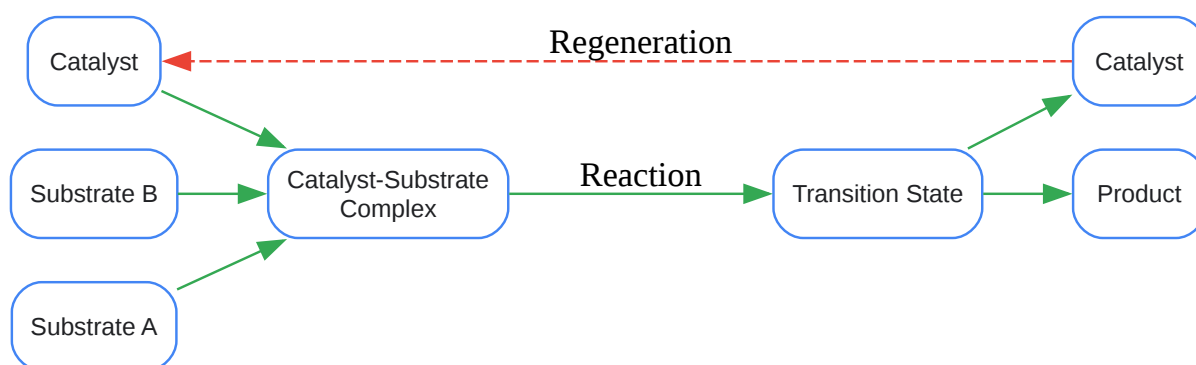 Catalyst
Regeneration
Catalyst
Substrate B
Catalyst-Substrate
Complex
Reaction
Transition State
Product
Substrate A